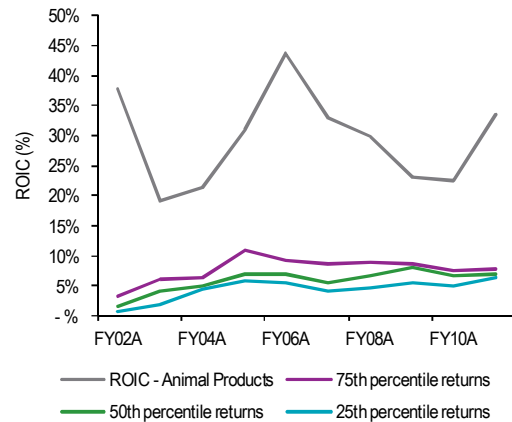 50%
45%
40%
35%
30%
25%
20%
15%
10%
5%
- %
ROIC (%)
FY02A FY04A FY06A FY08A FY10A
ROIC - Animal Products 75th percentile returns
50th percentile returns 25th percentile returns